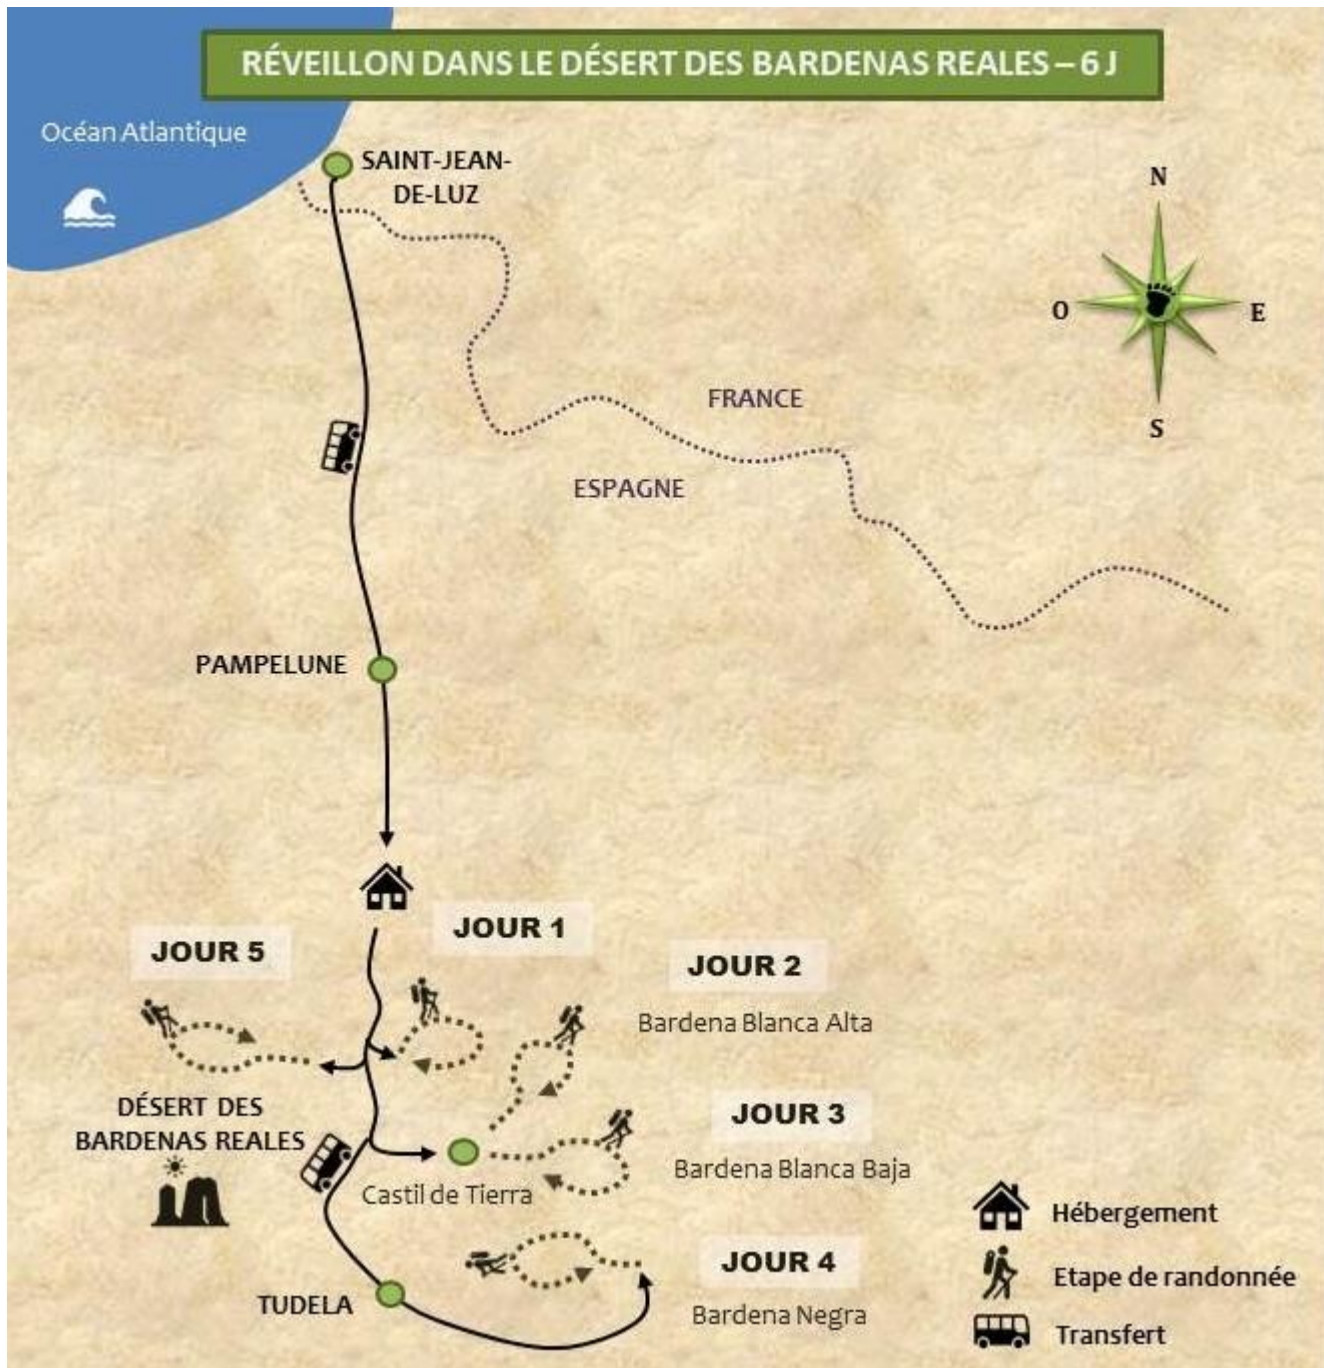 RÉVEILLON DANS LE DÉSERT DES BARDENAS REALES – 6 J
Océan Atlantique
SAINT-JEAN-
DE-LUZ
N
O
E
S
FRANCE
ESPAGNE
PAMPELUNE
JOUR 1
JOUR 5
JOUR 2
Bardena Blanca Alta
DÉSERT DES
BARDENAS REALES
JOUR 3
Bardena Blanca Baja
Castil de Tierra
JOUR 4
Bardena Negra
TUDELA
Hébergement
Etape de randonnée
Transfert